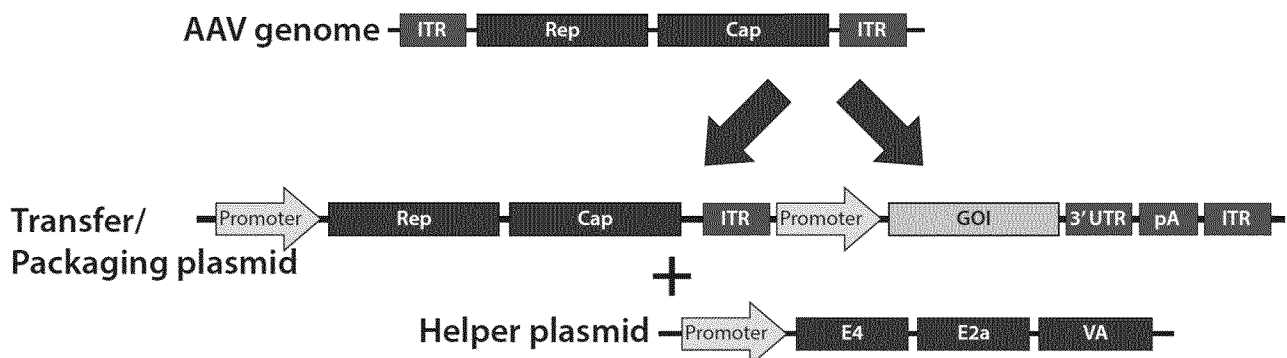 AAV genome ITR Rep Cap ITR
Transfer/
Packaging plasmid
Promoter Rep Cap ITR Promoter GOI 3' UTR pA ITR
+
Helper plasmid Promoter E4 E2a VA